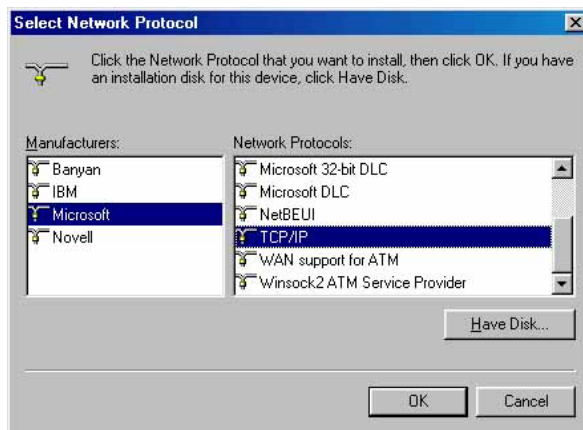 Select Network Protocol
Click the Network Protocol that you want to install, then click OK. If you have
an installation disk for this device, click Have Disk.
Manufacturers:
Banyan
IBM
Microsoft
Novell
Network Protocols:
Microsoft 32-bit DLC
Microsoft DLC
NetBEUI
TCP/IP
WAN support for ATM
Winsock2 ATM Service Provider
Have Disk...
OK
Cancel